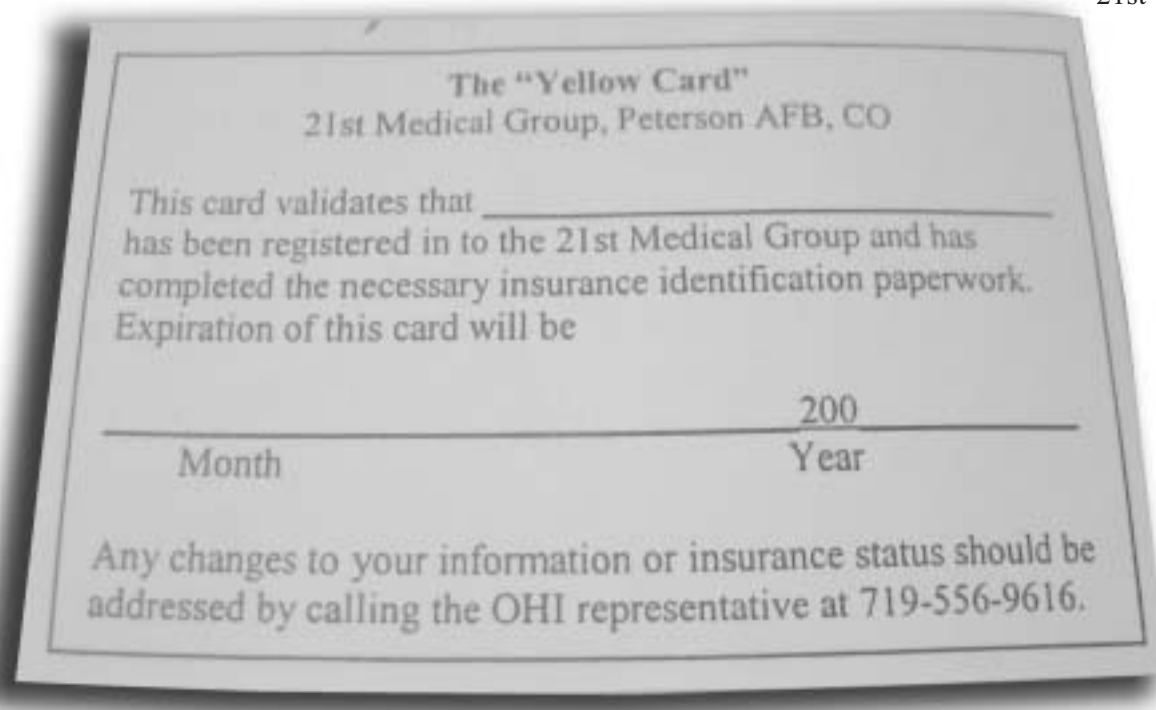 21st
The “Yellow Card”
21st Medical Group, Peterson AFB, CO
This card validates that
has been registered in to the 21st Medical Group and has
completed the necessary insurance identification paperwork.
Expiration of this card will be
200
Month Year
Any changes to your information or insurance status should be
addressed by calling the OHI representative at 719-556-9616.